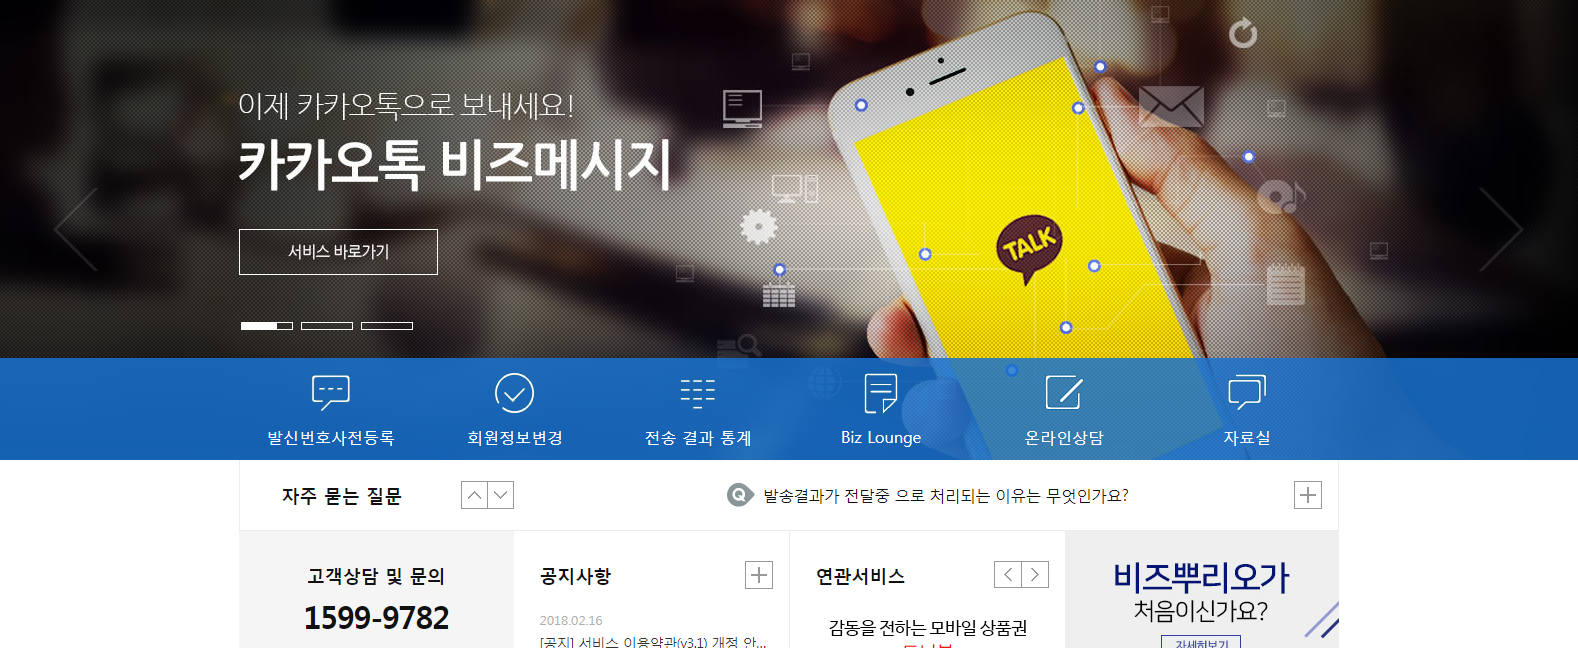 이제 카카오톡으로 보내세요!
카카오톡 비즈메시지
서비스 바로가기
TALK
발신번호사전등록
회원정보변경
전송 결과 통계
Biz Lounge
온라인상담
자료실
자주 묻는 질문
Q 발송결과가 전달중 으로 처리되는 이유는 무엇인가요?
고객상담 및 문의
1599-9782
공지사항
2018.02.16
[공지] 서비스 이용약관(v3.1) 개정 안...
연관서비스
감동을 전하는 모바일 상품권
비즈뿌리오가
처음이신가요?
자세히보기